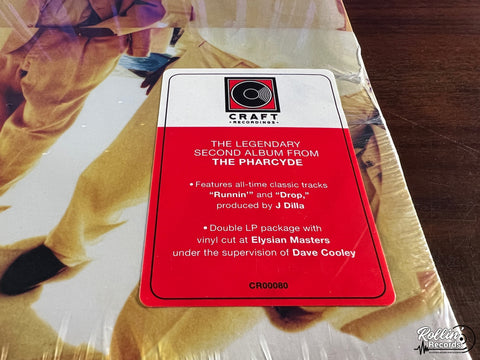 CRAFT
• RECORDINGS •
THE LEGENDARY
SECOND ALBUM FROM
THE PHARCYDE
• Features all-time classic tracks
"Runnin'" and "Drop,"
produced by J Dilla
• Double LP package with
vinyl cut at Elysian Masters
under the supervision of Dave Cooley
CR00080
Rollin'
Records